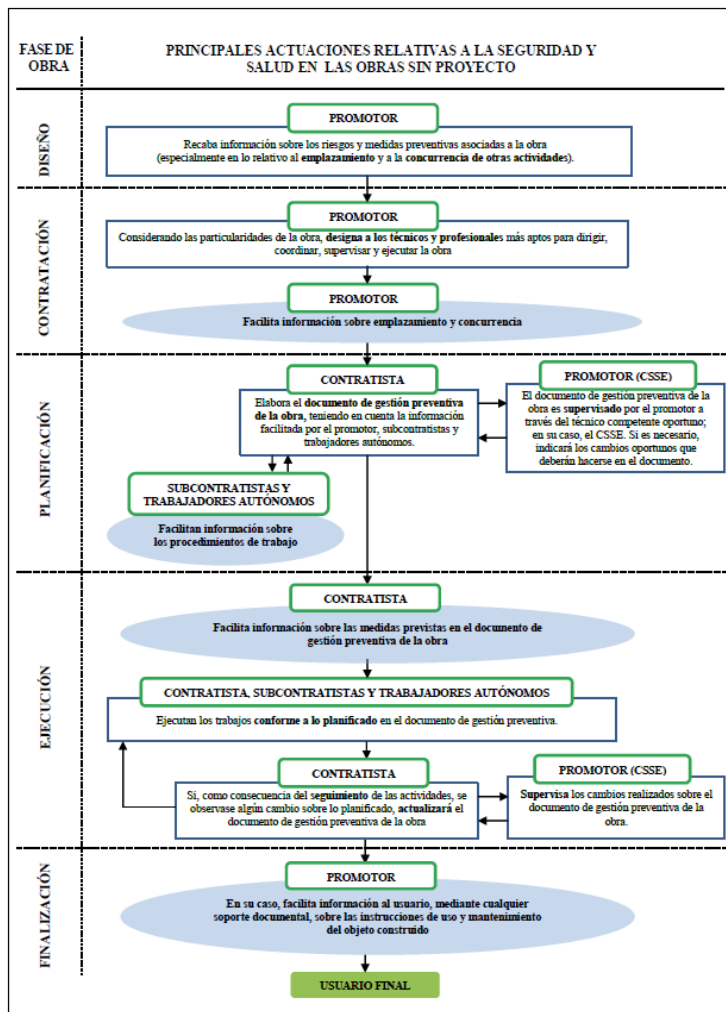 FASE DE
OBRA
PRINCIPALES ACTUACIONES RELATIVAS A LA SEGURIDAD Y
SALUD EN LAS OBRAS SIN PROYECTO
DISEÑO
PROMOTOR
Recaba información sobre los riesgos y medidas preventivas asociadas a la obra
(especialmente en lo relativo al emplazamiento y a la concurrencia de otras actividades).
CONTRATACIÓN
PROMOTOR
Considerando las particularidades de la obra, designa a los técnicos y profesionales más aptos para dirigir,
coordinar, supervisar y ejecutar la obra
PROMOTOR
Facilita información sobre emplazamiento y concurrencia
PLANIFICACIÓN
CONTRATISTA
Elabora el documento de gestión preventiva
de la obra, teniendo en cuenta la información
facilitada por el promotor, subcontratistas y
trabajadores autónomos.
PROMOTOR (CSSE)
El documento de gestión preventiva de la
obra es supervisado por el promotor a
través del técnico competente oportuno;
en su caso, el CSSE. Si es necesario,
indicará los cambios oportunos que
deberán hacerse en el documento.
SUBCONTRATISTAS Y
TRABAJADORES AUTÓNOMOS
Facilitan información sobre
los procedimientos de trabajo
EJECUCIÓN
CONTRATISTA
Facilita información sobre las medidas previstas en el documento de
gestión preventiva de la obra
CONTRATISTA, SUBCONTRATISTAS Y TRABAJADORES AUTÓNOMOS
Ejecutan los trabajos conforme a lo planificado en el documento de gestión preventiva.
CONTRATISTA
Si, como consecuencia del seguimiento de las actividades, se
observase algún cambio sobre lo planificado, actualizará el
documento de gestión preventiva de la obra
PROMOTOR (CSSE)
Supervisa los cambios realizados sobre el
documento de gestión preventiva de la
obra.
FINALIZACIÓN
PROMOTOR
En su caso, facilita información al usuario, mediante cualquier
soporte documental, sobre las instrucciones de uso y mantenimiento
del objeto construido
USUARIO FINAL